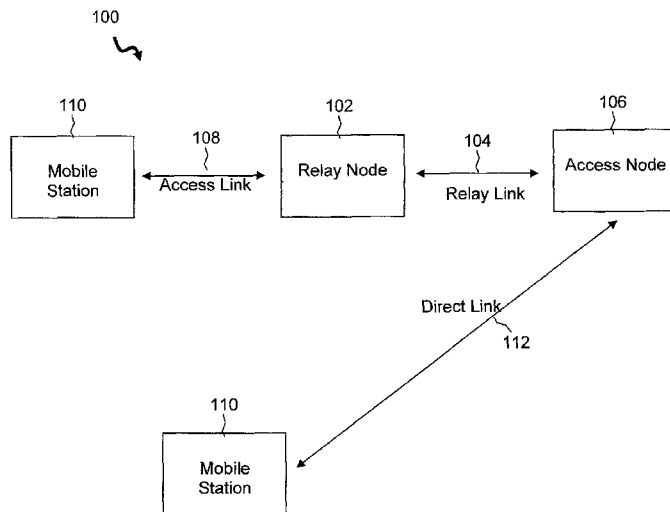 100
110
102
106
108
104
Mobile
Station
Access Link
Relay Node
Relay Link
Access Node
Direct Link
112
110
Mobile
Station